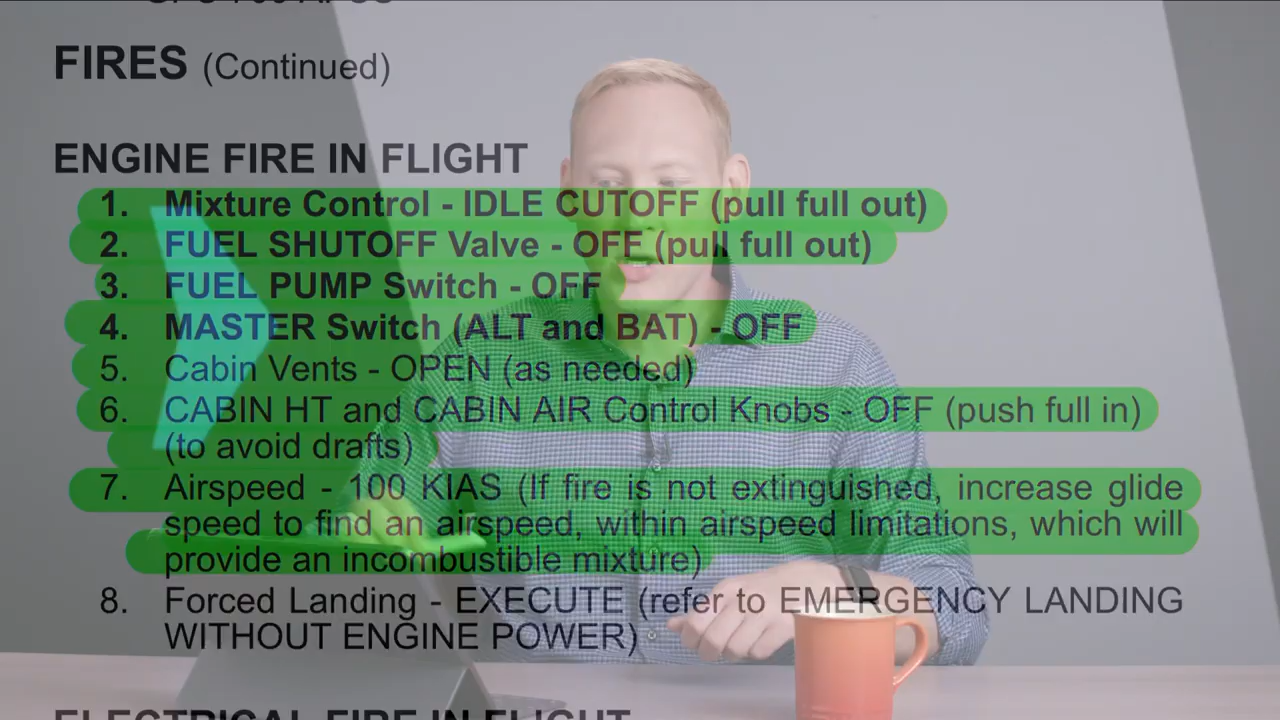 FIRES (Continued)
ENGINE FIRE IN FLIGHT
1. Mixture Control - IDLE CUTOFF (pull full out)
2. FUEL SHUTOFF Valve - OFF (pull full out)
3. FUEL PUMP Switch - OFF
4. MASTER Switch (ALT and BAT) - OFF
5. Cabin Vents - OPEN (as needed)
6. CABIN HT and CABIN AIR Control Knobs - OFF (push full in)
(to avoid drafts)
7. Airspeed - 100 KIAS (If fire is not extinguished, increase glide
speed to find an airspeed, within airspeed limitations, which will
provide an incombustible mixture)
8. Forced Landing - EXECUTE (refer to EMERGENCY LANDING
WITHOUT ENGINE POWER)
ELECTRICAL FIRE IN FLIGHT